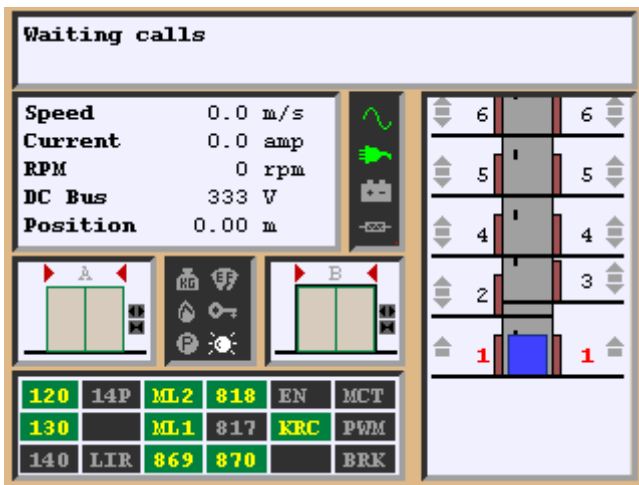 Waiting calls
Speed 0.0 m/s
Current 0.0 amp
RPM 0 rpm
DC Bus 333 V
Position 0.00 m
6 6
5 5
4 4
2 3
1 1
A
KG
P
B
120 14P ML2 818 EN MCT
130 ML1 817 KRC PWM
140 LIR 869 870 BRK